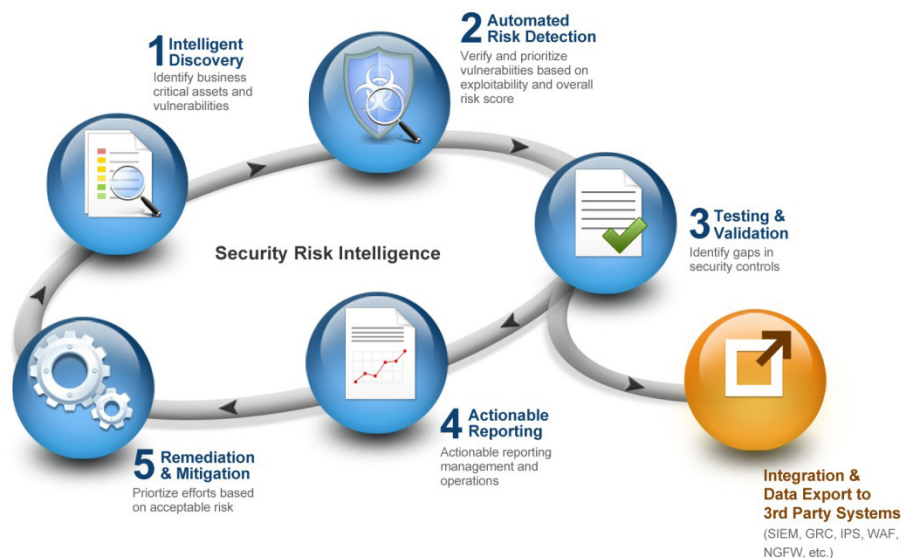 1 Intelligent
Discovery
Identify business
critical assets and
vulnerabilities
2 Automated
Risk Detection
Verify and prioritize
vulnerabiities based on
exploitability and overall
risk score
3 Testing &
Validation
Identify gaps in
security controls
Security Risk Intelligence
4 Actionable
Reporting
Actionable reporting
management and
operations
5 Remediation
& Mitigation
Priortize efforts based
on acceptable risk
Integration &
Data Export to
3rd Party Systems
(SIEM, GRC, IPS, WAF,
NGFW, etc.)